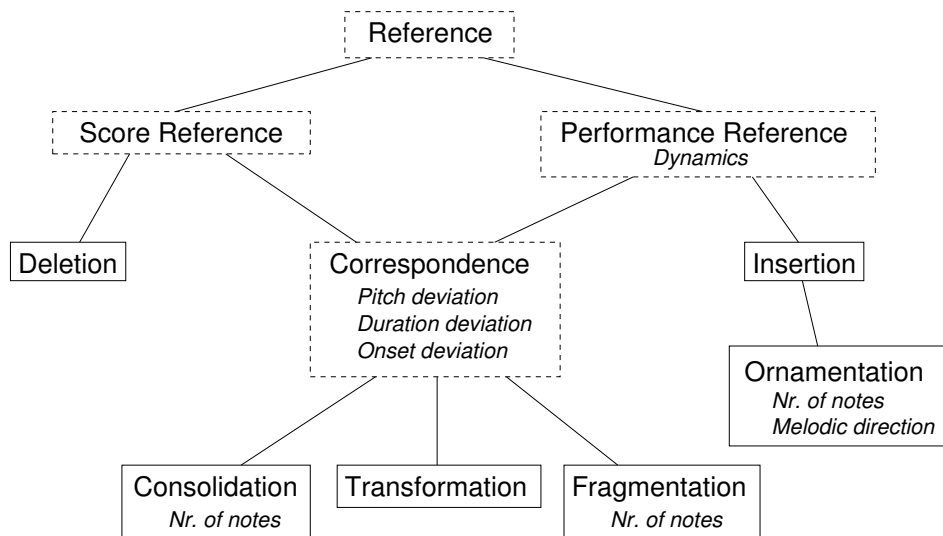 Reference
Score Reference
Performance Reference
Dynamics
Deletion
Correspondence
Pitch deviation
Duration deviation
Onset deviation
Insertion
Ornamentation
Nr. of notes
Melodic direction
Consolidation
Nr. of notes
Transformation
Fragmentation
Nr. of notes